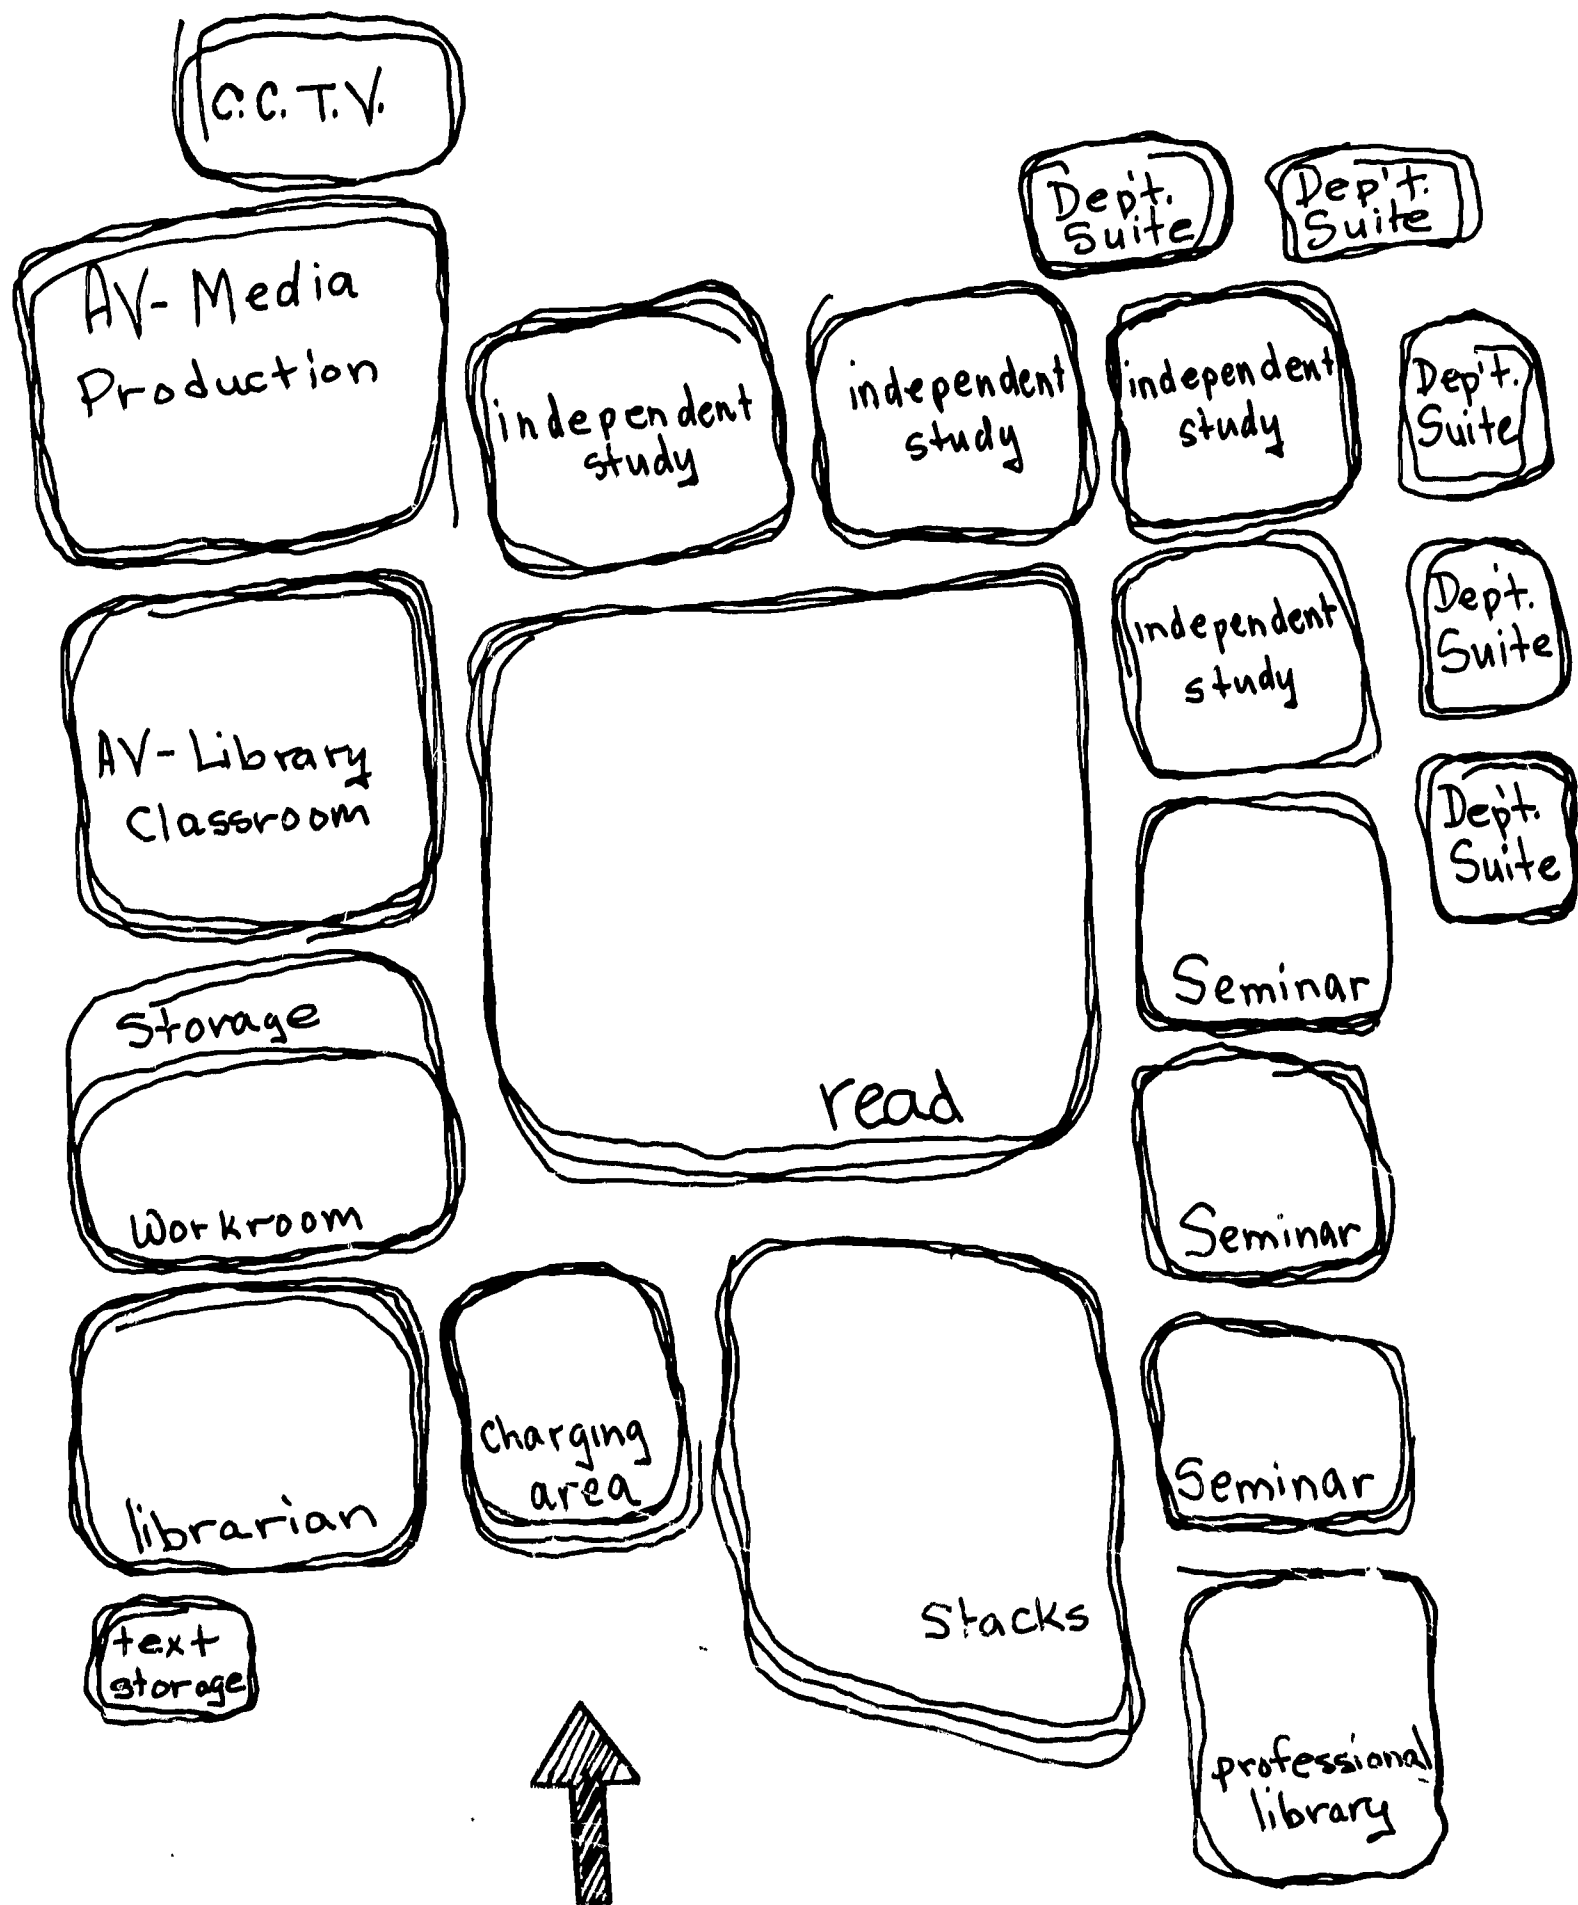 C.C.T.V.
Dep't.
Suite
Dep't.
Suite
AV-Media
Production
independent
study
independent
study
independent
study
Dep't.
Suite
independent
study
Dep't.
Suite
AV-Library
Classroom
Dep't.
Suite
Seminar
Storage
read
Workroom
Seminar
charging
area
Seminar
librarian
Stacks
text
storage
professional
library